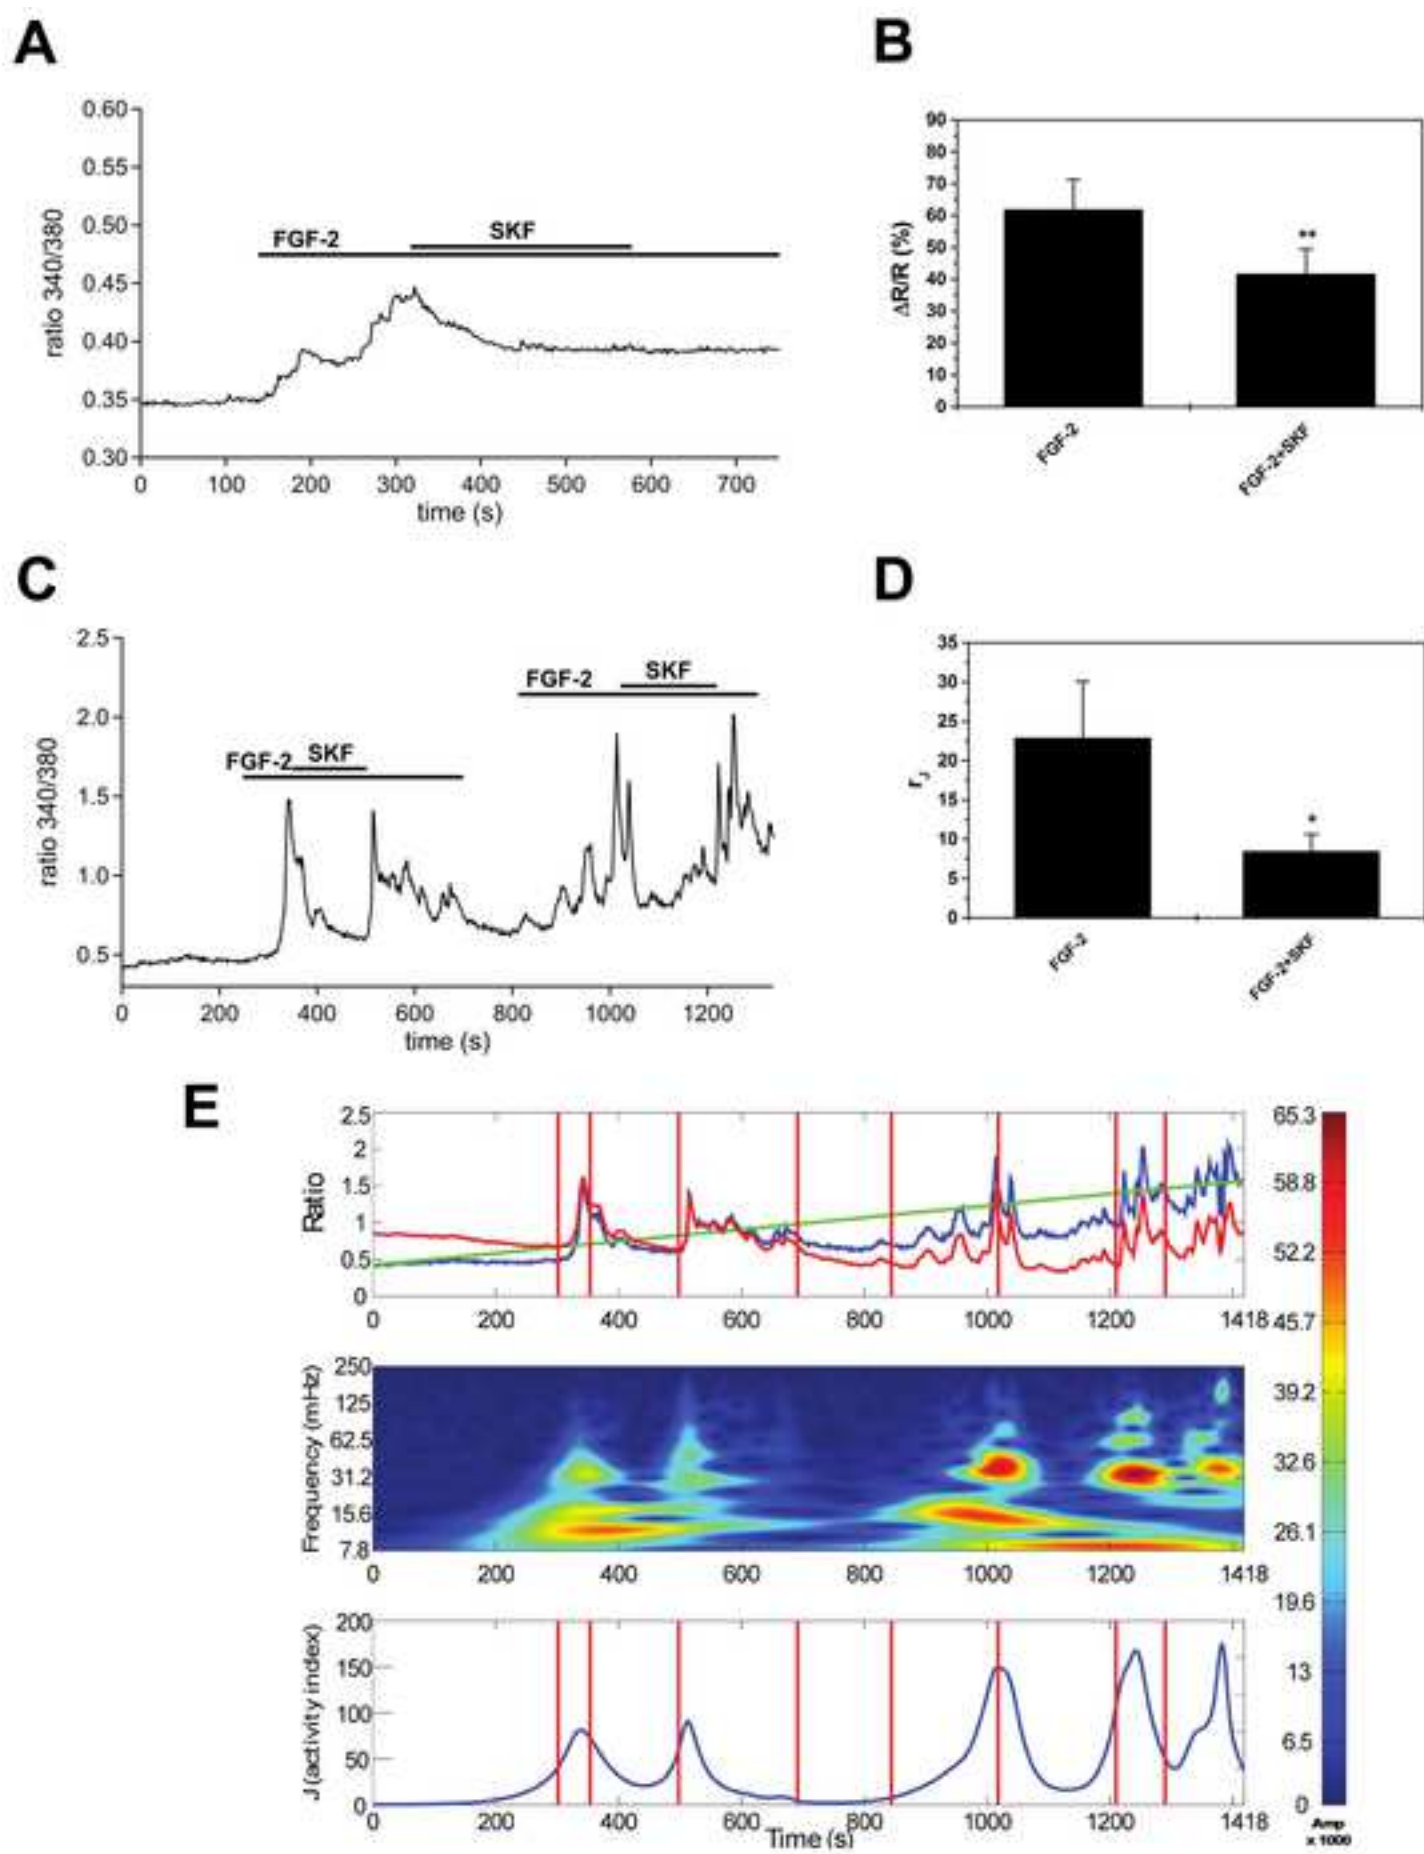 A
0.60
0.55
0.50
0.45
0.40
0.35
0.30
ratio 340/380
FGF-2
SKF
0 100 200 300 400 500 600 700
time (s)
B
90
80
70
60
50
40
30
20
10
0
ΔR/R (%)
**
FGF-2
FGF-2+SKF
C
2.5
2.0
1.5
1.0
0.5
ratio 340/380
FGF-2
SKF
FGF-2
SKF
0 200 400 600 800 1000 1200
time (s)
D
35
30
25
20
15
10
5
0
rJ
*
FGF-2
FGF-2+SKF
E
2.5
2
1.5
1
0.5
0
Ratio
0 200 400 600 800 1000 1200 1418
250
125
62.5
31.2
15.6
7.8
Frequency (mHz)
0 200 400 600 800 1000 1200 1418
200
150
100
50
0
J (activity index)
0 200 400 600 800 1000 1200 1418
Time (s)
65.3
58.8
52.2
45.7
39.2
32.6
26.1
19.6
13
6.5
0
Amp
x 1000